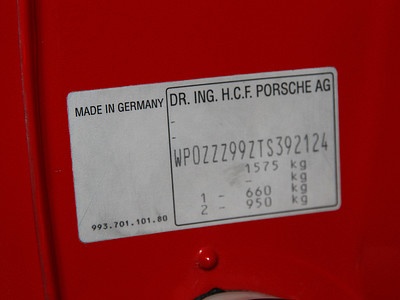 MADE IN GERMANY
DR. ING. H.C.F. PORSCHE AG
-
-
WP0ZZZ99ZTS392124
1575 kg
- kg
1 - 660 kg
2 - 950 kg
993.701.101.80